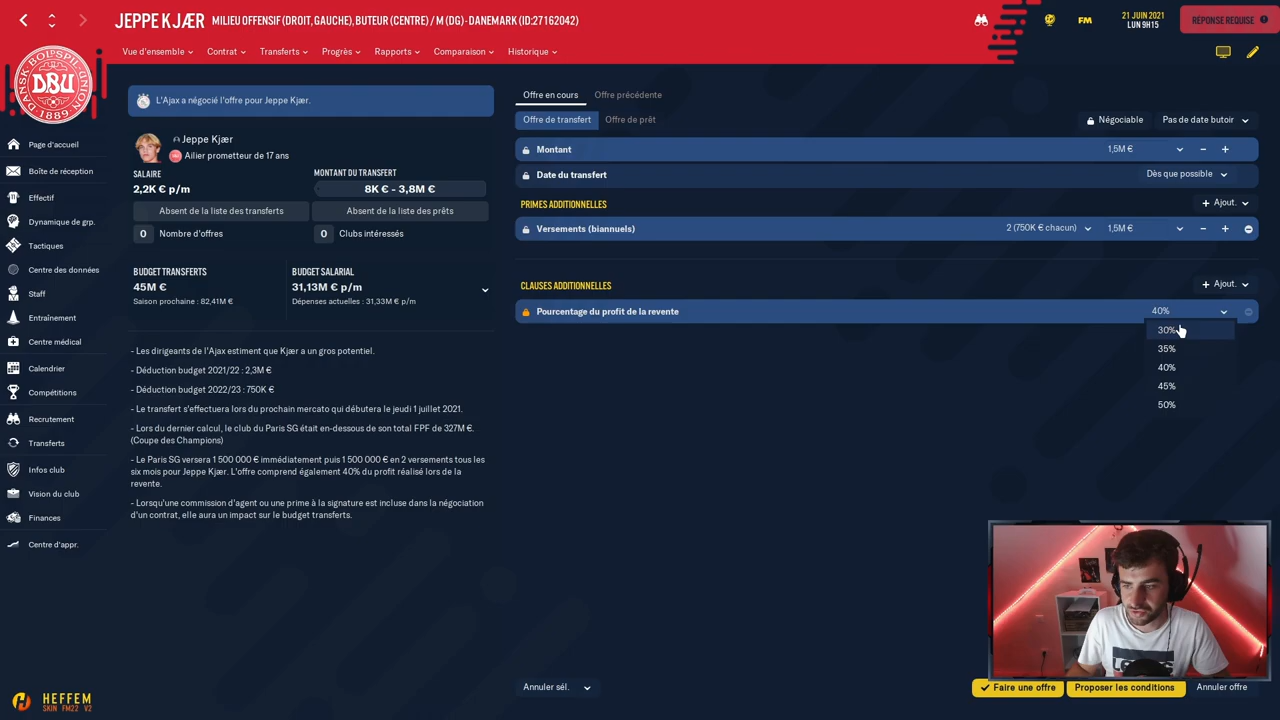 JEPPE KJÆR MILIEU OFFENSIF (DROIT, GAUCHE), BUTEUR (CENTRE) / M (DG) - DANEMARK (ID:27162042)
FM
21 JUIN 2021
LUN 9H15
RÉPONSE REQUISE
Vue d'ensemble Contrat Transferts Progrès Rapports Comparaison Historique
DANSK BOLDSPIL UNION
DBU
1889
Page d'accueil
Boîte de réception
Effectif
Dynamique de grp.
Tactiques
Centre des données
Staff
Entraînement
Centre médical
Calendrier
Compétitions
Recrutement
Transferts
Infos club
Vision du club
Finances
Centre d'appr.
HEFFEM
SKIN FM22 V2
L'Ajax a négocié l'offre pour Jeppe Kjær.
Jeppe Kjær
Ailier prometteur de 17 ans
SALAIRE
2,2K € p/m
MONTANT DU TRANSFERT
8K € - 3,8M €
Absent de la liste des transferts
Absent de la liste des prêts
0 Nombre d'offres
0 Clubs intéressés
BUDGET TRANSFERTS
45M €
Saison prochaine : 82,41M €
BUDGET SALARIAL
31,13M € p/m
Dépenses actuelles : 31,33M € p/m
- Les dirigeants de l'Ajax estiment que Kjær a un gros potentiel.
- Déduction budget 2021/22 : 2,3M €
- Déduction budget 2022/23 : 750K €
- Le transfert s'effectuera lors du prochain mercato qui débutera le jeudi 1 juillet 2021.
- Lors du dernier calcul, le club du Paris SG était en-dessous de son total FPF de 327M €.
(Coupe des Champions)
- Le Paris SG versera 1 500 000 € immédiatement puis 1 500 000 € en 2 versements tous les
six mois pour Jeppe Kjær. L'offre comprend également 40% du profit réalisé lors de la
revente.
- Lorsqu'une commission d'agent ou une prime à la signature est incluse dans la négociation
d'un contrat, elle aura un impact sur le budget transferts.
Offre en cours Offre précédente
Offre de transfert Offre de prêt
Négociable Pas de date butoir
Montant 1,5M €
Date du transfert Dès que possible
PRIMES ADDITIONNELLES
Ajout.
Versements (biannuels) 2 (750K € chacun) 1,5M €
CLAUSES ADDITIONNELLES
Ajout.
Pourcentage du profit de la revente 40%
30%
35%
40%
45%
50%
Annuler sél.
Faire une offre Proposer les conditions Annuler offre